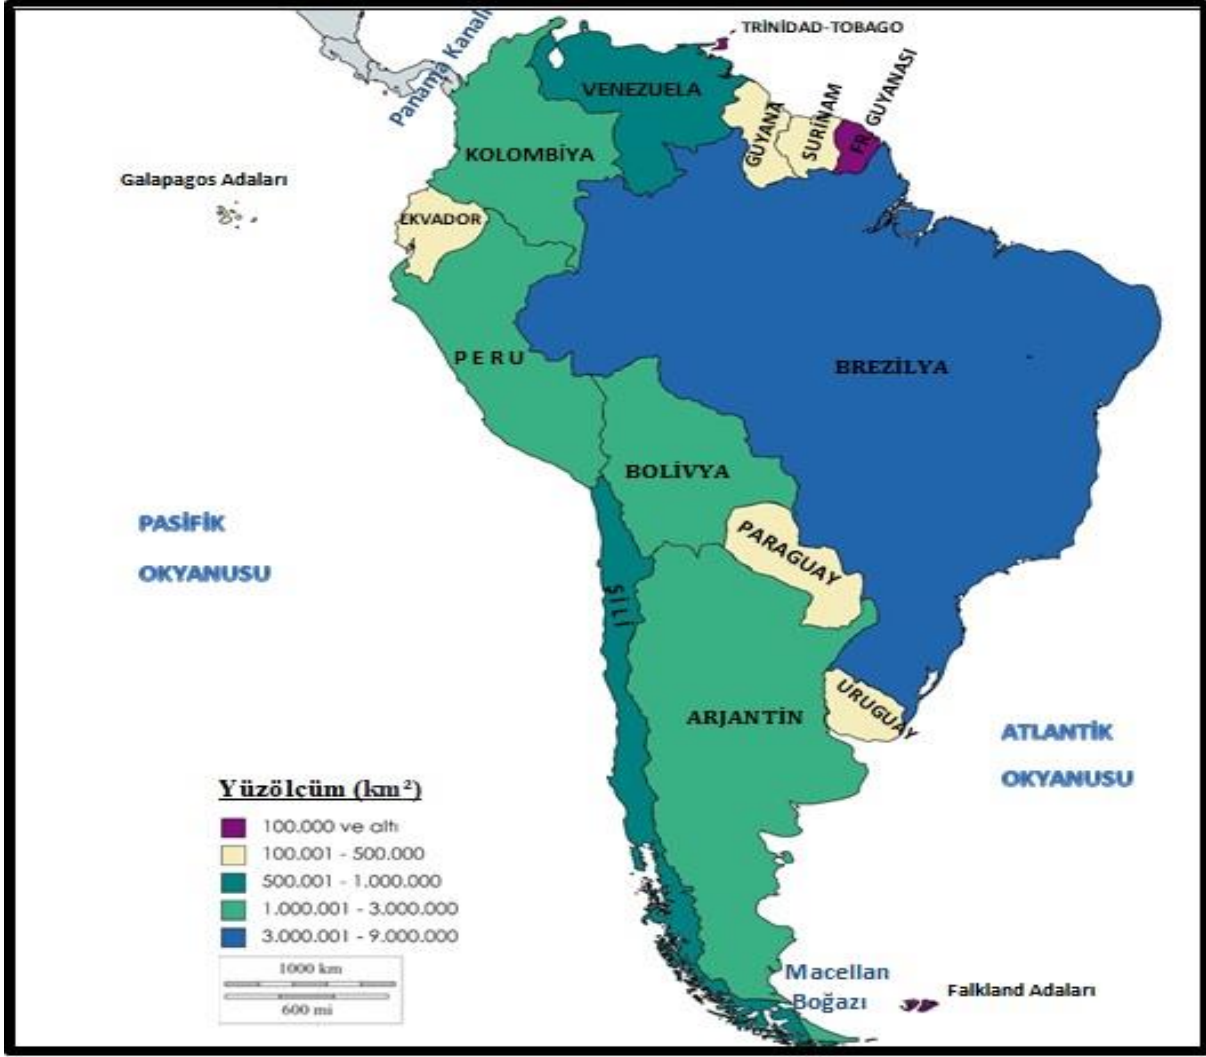 TRİNİDAD-TOBAGO
Panama Kanalı
VENEZUELA
GUYANA
SURİNAM
FR. GUYANASI
KOLOMBİYA
Galapagos Adaları
EKVADOR
PERU
BREZİLYA
BOLİVYA
PASİFİK
OKYANUSU
PARAGUAY
ŞİLİ
ARJANTİN
URUGUAY
ATLANTİK
OKYANUSU
Yüzölcüm (km²)
100.000 ve altı
100.001 - 500.000
500.001 - 1.000.000
1.000.001 - 3.000.000
3.000.001 - 9.000.000
1000 km
600 mi
Macellan
Boğazı
Falkland Adaları